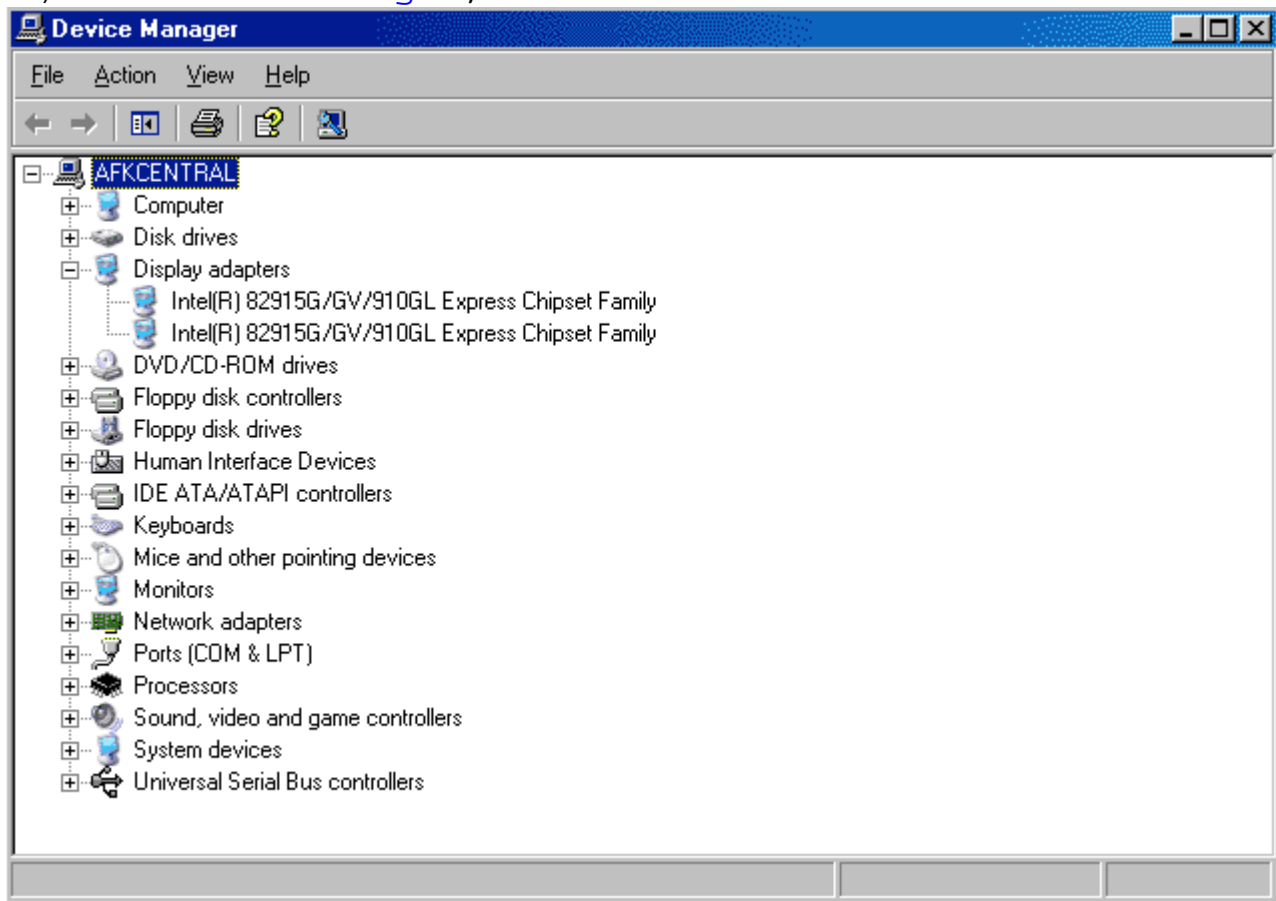 Device Manager
File Action View Help
AFKCENTRAL
Computer
Disk drives
Display adapters
Intel(R) 82915G/GV/910GL Express Chipset Family
Intel(R) 82915G/GV/910GL Express Chipset Family
DVD/CD-ROM drives
Floppy disk controllers
Floppy disk drives
Human Interface Devices
IDE ATA/ATAPI controllers
Keyboards
Mice and other pointing devices
Monitors
Network adapters
Ports (COM & LPT)
Processors
Sound, video and game controllers
System devices
Universal Serial Bus controllers